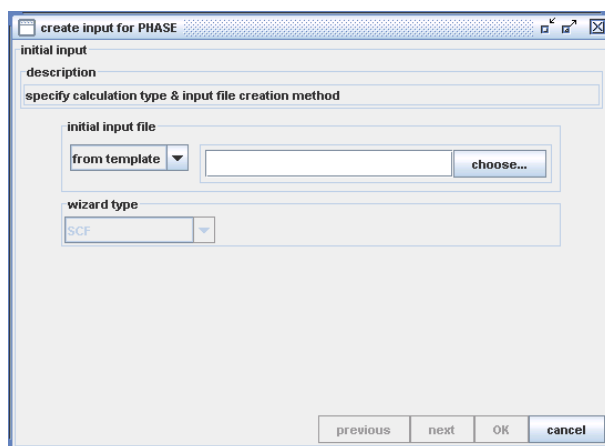 create input for PHASE
initial input
description
specify calculation type & input file creation method
initial input file
from template
choose...
wizard type
SCF
previous next OK cancel